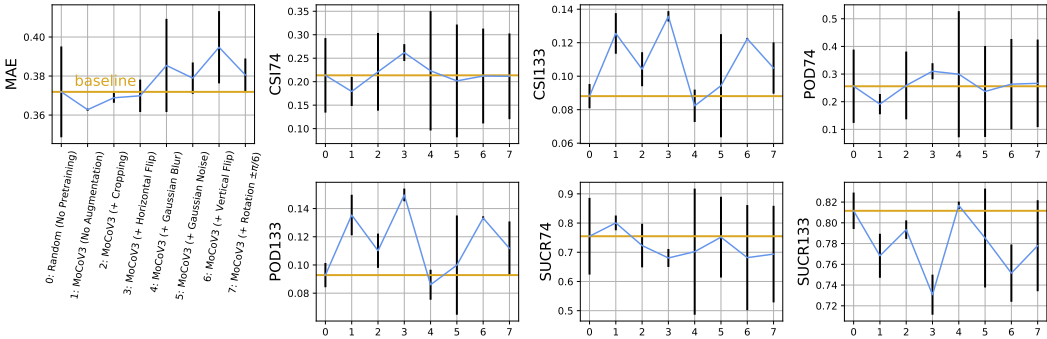 MAE
0.40
0.38
0.36
baseline
0: Random (No Pretraining)
1: MoCoV3 (No Augmentation)
2: MoCoV3 (+ Cropping)
3: MoCoV3 (+ Horizontal Flip)
4: MoCoV3 (+ Gaussian Blur)
5: MoCoV3 (+ Gaussian Noise)
6: MoCoV3 (+ Vertical Flip)
7: MoCoV3 (+ Rotation ±π/6)
CSI74
0.35
0.30
0.25
0.20
0.15
0.10
0 1 2 3 4 5 6 7
CSI133
0.14
0.12
0.10
0.08
0.06
0 1 2 3 4 5 6 7
POD74
0.5
0.4
0.3
0.2
0.1
0 1 2 3 4 5 6 7
POD133
0.14
0.12
0.10
0.08
0 1 2 3 4 5 6 7
SUCR74
0.9
0.8
0.7
0.6
0.5
0 1 2 3 4 5 6 7
SUCR133
0.82
0.80
0.78
0.76
0.74
0.72
0 1 2 3 4 5 6 7